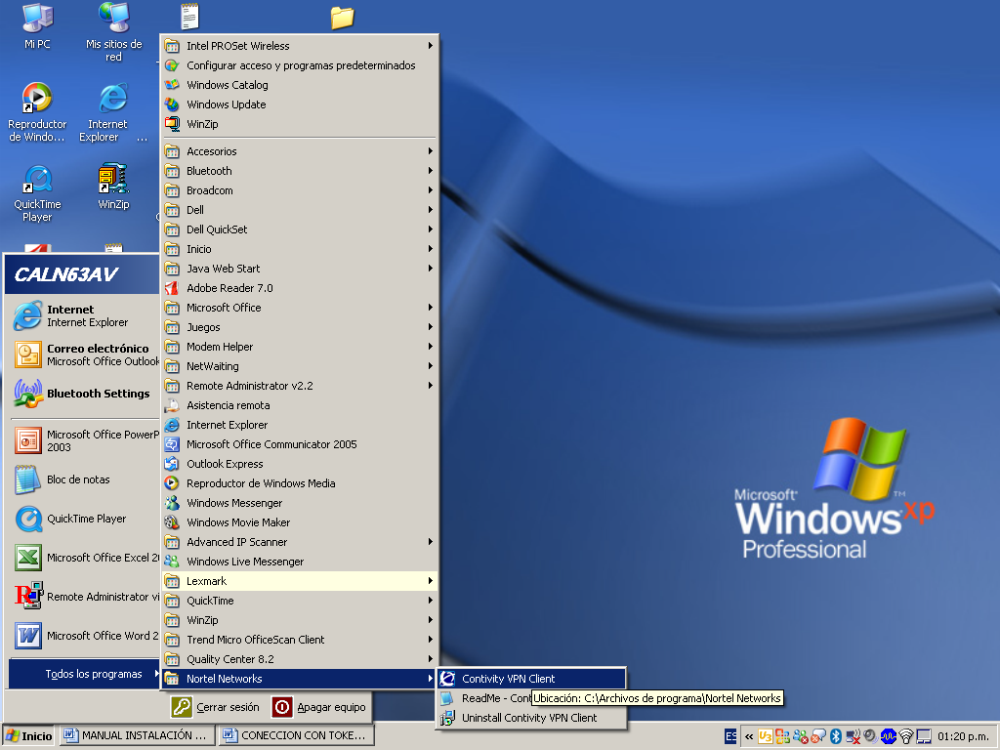 Mi PC
Mis sitios de
red
Reproductor
de Windo...
Internet
Explorer ...
QuickTime
Player
WinZip
Intel PROSet Wireless
Configurar acceso y programas predeterminados
Windows Catalog
Windows Update
WinZip
Accesorios
Bluetooth
Broadcom
Dell
Dell QuickSet
Inicio
Java Web Start
Adobe Reader 7.0
Microsoft Office
Juegos
Modem Helper
NetWaiting
Remote Administrator v2.2
Asistencia remota
Internet Explorer
Microsoft Office Communicator 2005
Outlook Express
Reproductor de Windows Media
Windows Messenger
Windows Movie Maker
Advanced IP Scanner
Windows Live Messenger
Lexmark
QuickTime
WinZip
Trend Micro OfficeScan Client
Quality Center 8.2
Nortel Networks
CALN63AV
Internet
Internet Explorer
Correo electrónico
Microsoft Office Outlook
Bluetooth Settings
Microsoft Office PowerP
2003
Bloc de notas
QuickTime Player
Microsoft Office Excel 20
Remote Administrator vi
Microsoft Office Word 2
Todos los programas
Cerrar sesión
Apagar equipo
Contivity VPN Client
ReadMe - Cont
Ubicación: C:\Archivos de programa\Nortel Networks
Uninstall Contivity VPN Client
Microsoft®
Windows xp ™
Professional
Inicio
MANUAL INSTALACIÓN ...
CONECCION CON TOKE...
ES
«
01:20 p.m.